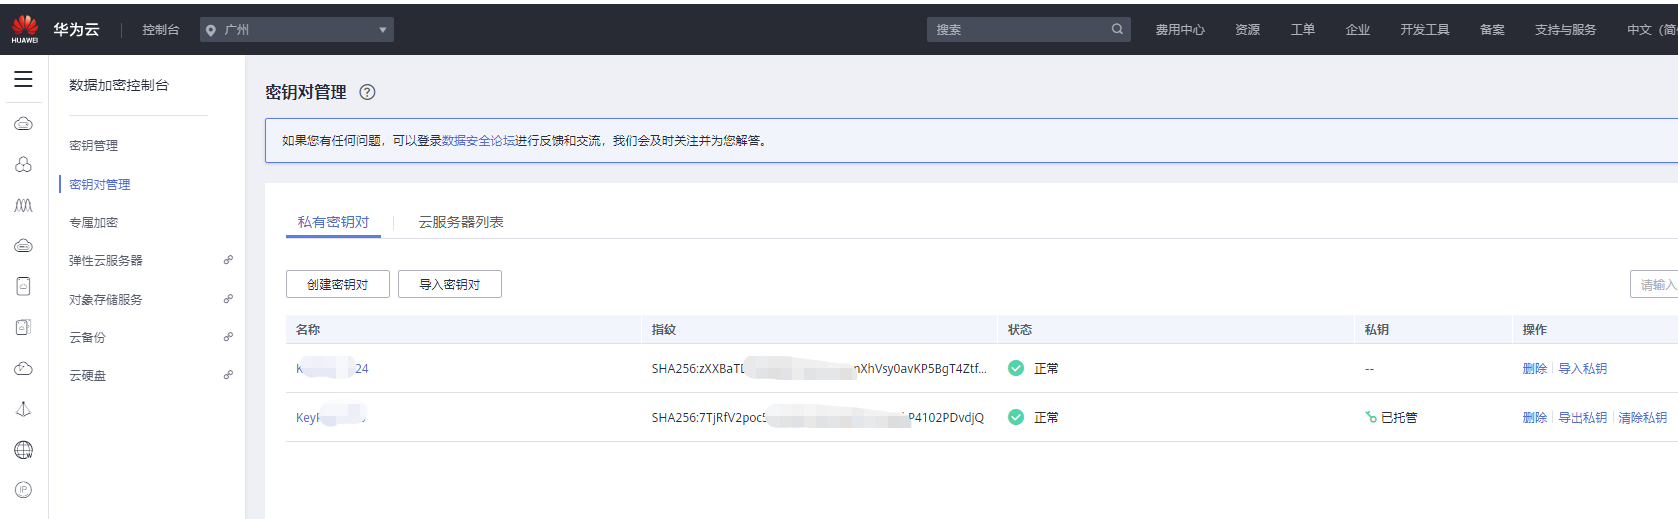 HUAWEI 华为云 控制台 广州 搜索 费用中心 资源 工单 企业 开发工具 备案 支持与服务 中文（简
数据加密控制台
密钥管理
密钥对管理
专属加密
弹性云服务器
对象存储服务
云备份
云硬盘
密钥对管理 ?
如果您有任何问题，可以登录数据安全论坛进行反馈和交流，我们会及时关注并为您解答。
私有密钥对 云服务器列表
创建密钥对 导入密钥对 请输入
名称 指纹 状态 私钥 操作
24 SHA256:zXXBaT nXhVsy0avKP5BgT4Ztf... 正常 -- 删除 导入私钥
Key SHA256:7TjRfV2poc5 P4102PDvdjQ 正常 已托管 删除 导出私钥 清除私钥
IP